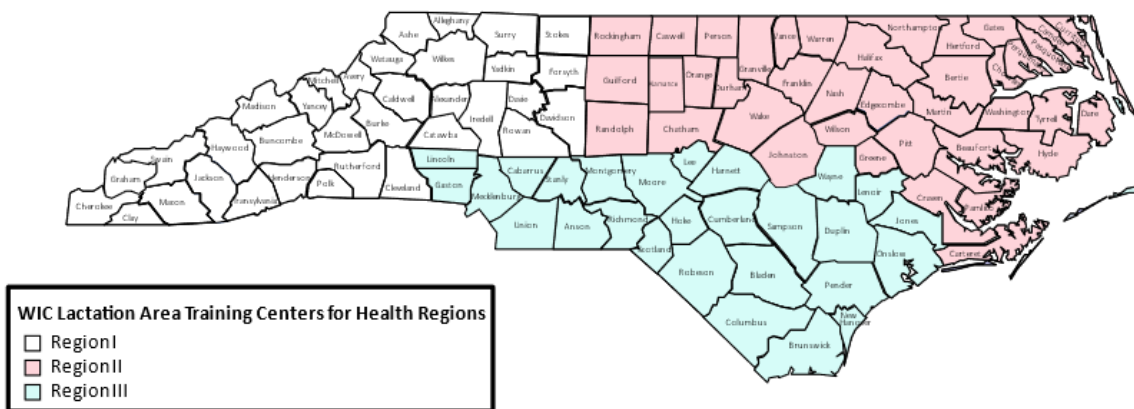 Alleghany
Ashe
Surry
Stokes
Rockingham
Caswell
Person
Vance
Warren
Northampton
Gates
Hertford
Halifax
Camden
Watauga
Wilkes
Yadkin
Forsyth
Guilford
Orange
Durham
Granville
Franklin
Bertie
Mitchell
Avery
Caldwell
Alexander
Iredell
Davie
Davidson
Nash
Edgecombe
Martin
Washington
Tyrrell
Dare
Madison
Yancey
Burke
McDowell
Catawba
Rowan
Randolph
Chatham
Wake
Wilson
Pitt
Beaufort
Hyde
Buncombe
Haywood
Swain
Rutherford
Lincoln
Johnston
Greene
Graham
Jackson
Henderson
Polk
Cleveland
Gaston
Cabarrus
Stanly
Montgomery
Moore
Lee
Harnett
Wayne
Lenoir
Craven
Pamlico
Cherokee
Clay
Macon
Transylvania
Mecklenburg
Union
Anson
Richmond
Hoke
Cumberland
Sampson
Duplin
Jones
Onslow
Carteret
Scotland
Robeson
Bladen
Pender
Columbus
New
Hanover
Brunswick
WIC Lactation Area Training Centers for Health Regions
Region I
Region II
Region III